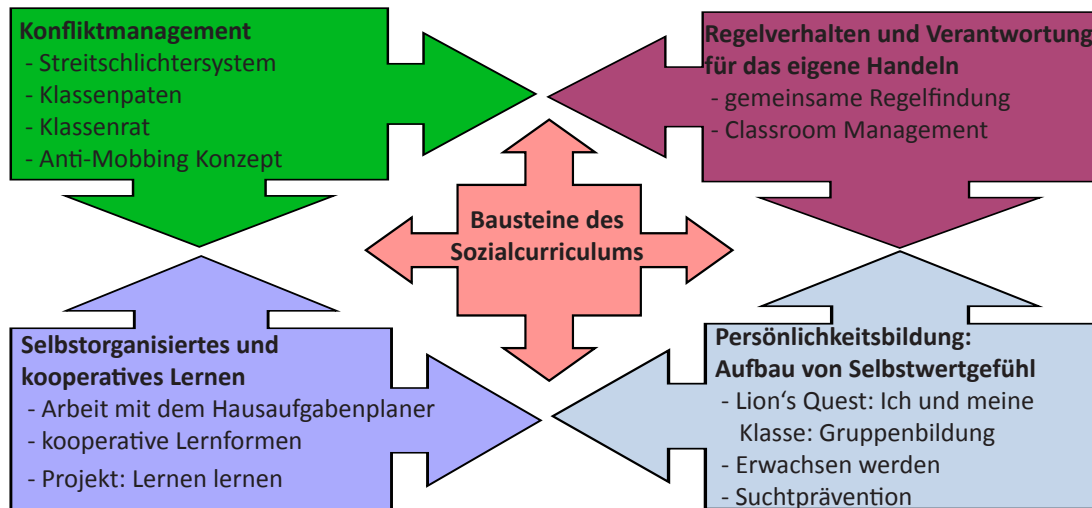 Konfliktmanagement
- Streitschlichtersystem
- Klassenpaten
- Klassenrat
- Anti-Mobbing Konzept
Regelverhalten und Verantwortung
für das eigene Handeln
- gemeinsame Regelfindung
- Classroom Management
Bausteine des
Sozialcurriculums
Selbstorganisiertes und
kooperatives Lernen
- Arbeit mit dem Hausaufgabenplaner
- kooperative Lernformen
- Projekt: Lernen lernen
Persönlichkeitsbildung:
Aufbau von Selbstwertgefühl
- Lion‘s Quest: Ich und meine
Klasse: Gruppenbildung
- Erwachsen werden
- Suchtprävention